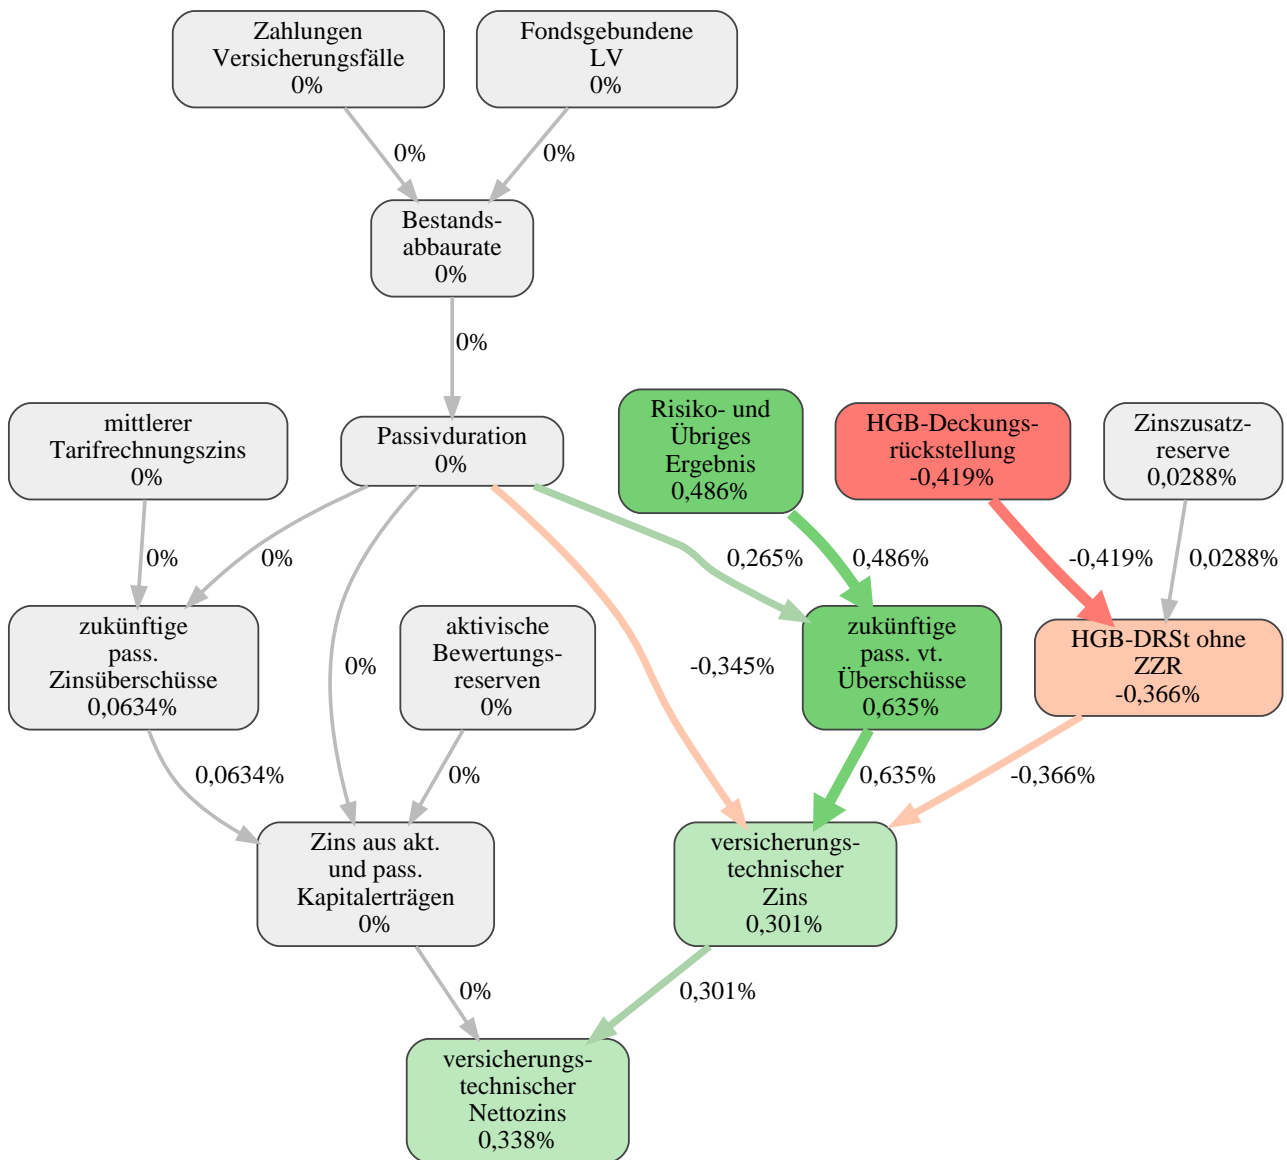 Zahlungen
Versicherungsfälle
0%
Fondsgebundene
LV
0%
0%
0%
Bestands-
abbaurate
0%
0%
mittlerer
Tarifrechnungszins
0%
Passivduration
0%
Risiko- und
Übriges
Ergebnis
0,486%
HGB-Deckungs-
rückstellung
-0,419%
Zinszusatz-
reserve
0,0288%
0%
0%
0,265%
0,486%
-0,419%
0,0288%
zukünftige
pass.
Zinsüberschüsse
0,0634%
0%
aktivische
Bewertungs-
reserven
0%
-0,345%
zukünftige
pass. vt.
Überschüsse
0,635%
HGB-DRSt ohne
ZZR
-0,366%
0,0634%
0%
0,635%
-0,366%
Zins aus akt.
und pass.
Kapitalerträgen
0%
versicherungs-
technischer
Zins
0,301%
0%
0,301%
versicherungs-
technischer
Nettozins
0,338%